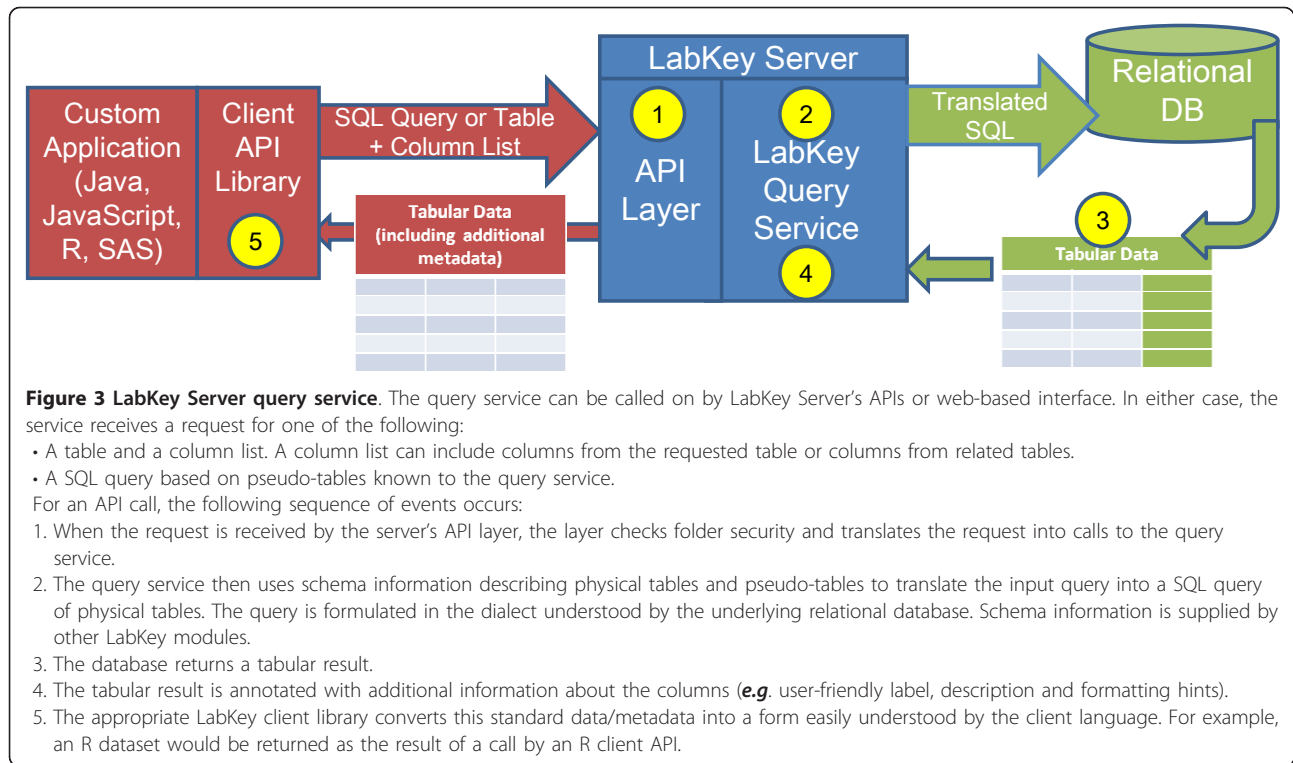 LabKey Server
Relational
DB
Custom
Application
(Java,
JavaScript,
R, SAS)
Client
API
Library
5
SQL Query or Table
+ Column List
Tabular Data
(including additional
metadata)
1
API
Layer
2
LabKey
Query
Service
4
Translated
SQL
3
Tabular Data
Figure 3 LabKey Server query service. The query service can be called on by LabKey Server's APIs or web-based interface. In either case, the
service receives a request for one of the following:
• A table and a column list. A column list can include columns from the requested table or columns from related tables.
• A SQL query based on pseudo-tables known to the query service.
For an API call, the following sequence of events occurs:
1. When the request is received by the server's API layer, the layer checks folder security and translates the request into calls to the query
service.
2. The query service then uses schema information describing physical tables and pseudo-tables to translate the input query into a SQL query
of physical tables. The query is formulated in the dialect understood by the underlying relational database. Schema information is supplied by
other LabKey modules.
3. The database returns a tabular result.
4. The tabular result is annotated with additional information about the columns (e.g. user-friendly label, description and formatting hints).
5. The appropriate LabKey client library converts this standard data/metadata into a form easily understood by the client language. For example,
an R dataset would be returned as the result of a call by an R client API.